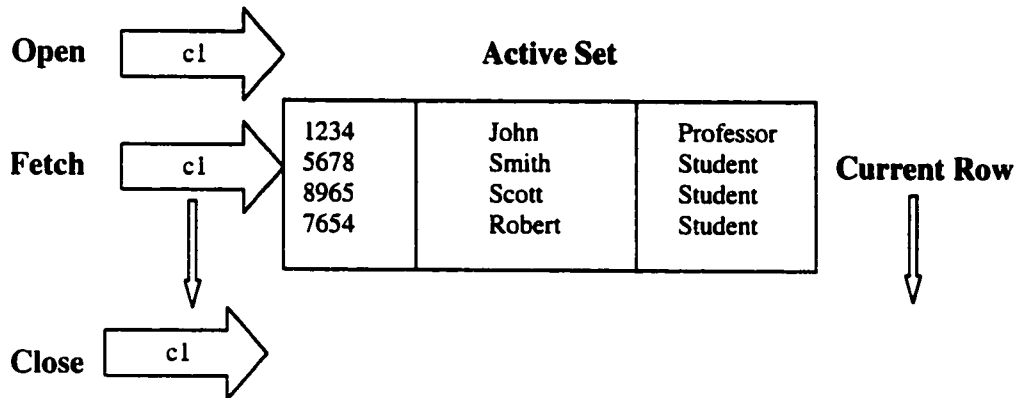 Open c1 Active Set
1234 John Professor
Fetch c1 5678 Smith Student Current Row
8965 Scott Student
7654 Robert Student
Close c1